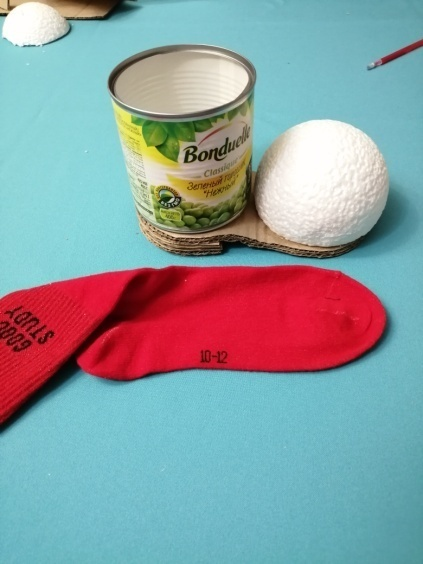 Bonduelle
Classique
Зеленый горошек
"Нежный"
GOOD
STUDY
10-12